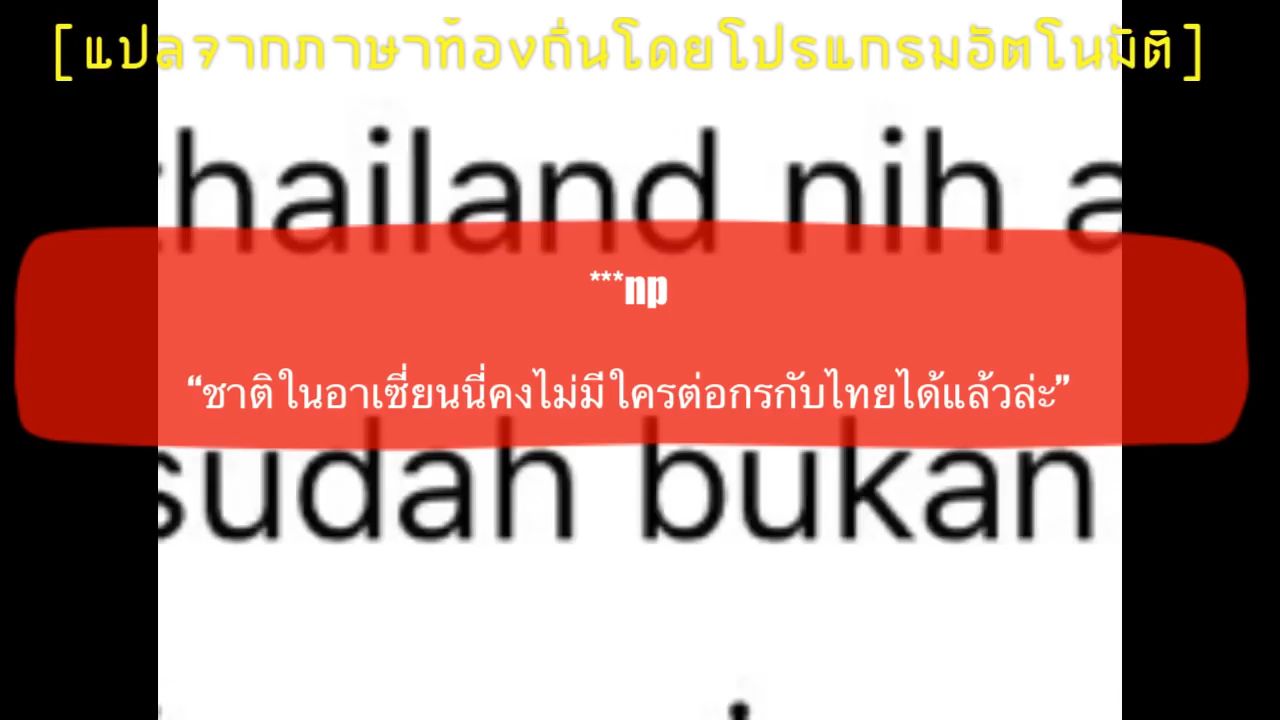 [แปลจากภาษาท้องถิ่นโดยโปรแกรมอัตโนมัติ]
thailand nih
***np
“ชาติในอาเซี่ยนนี่คงไม่มีใครต่อกรกับไทยได้แล้วล่ะ”
sudah bukan